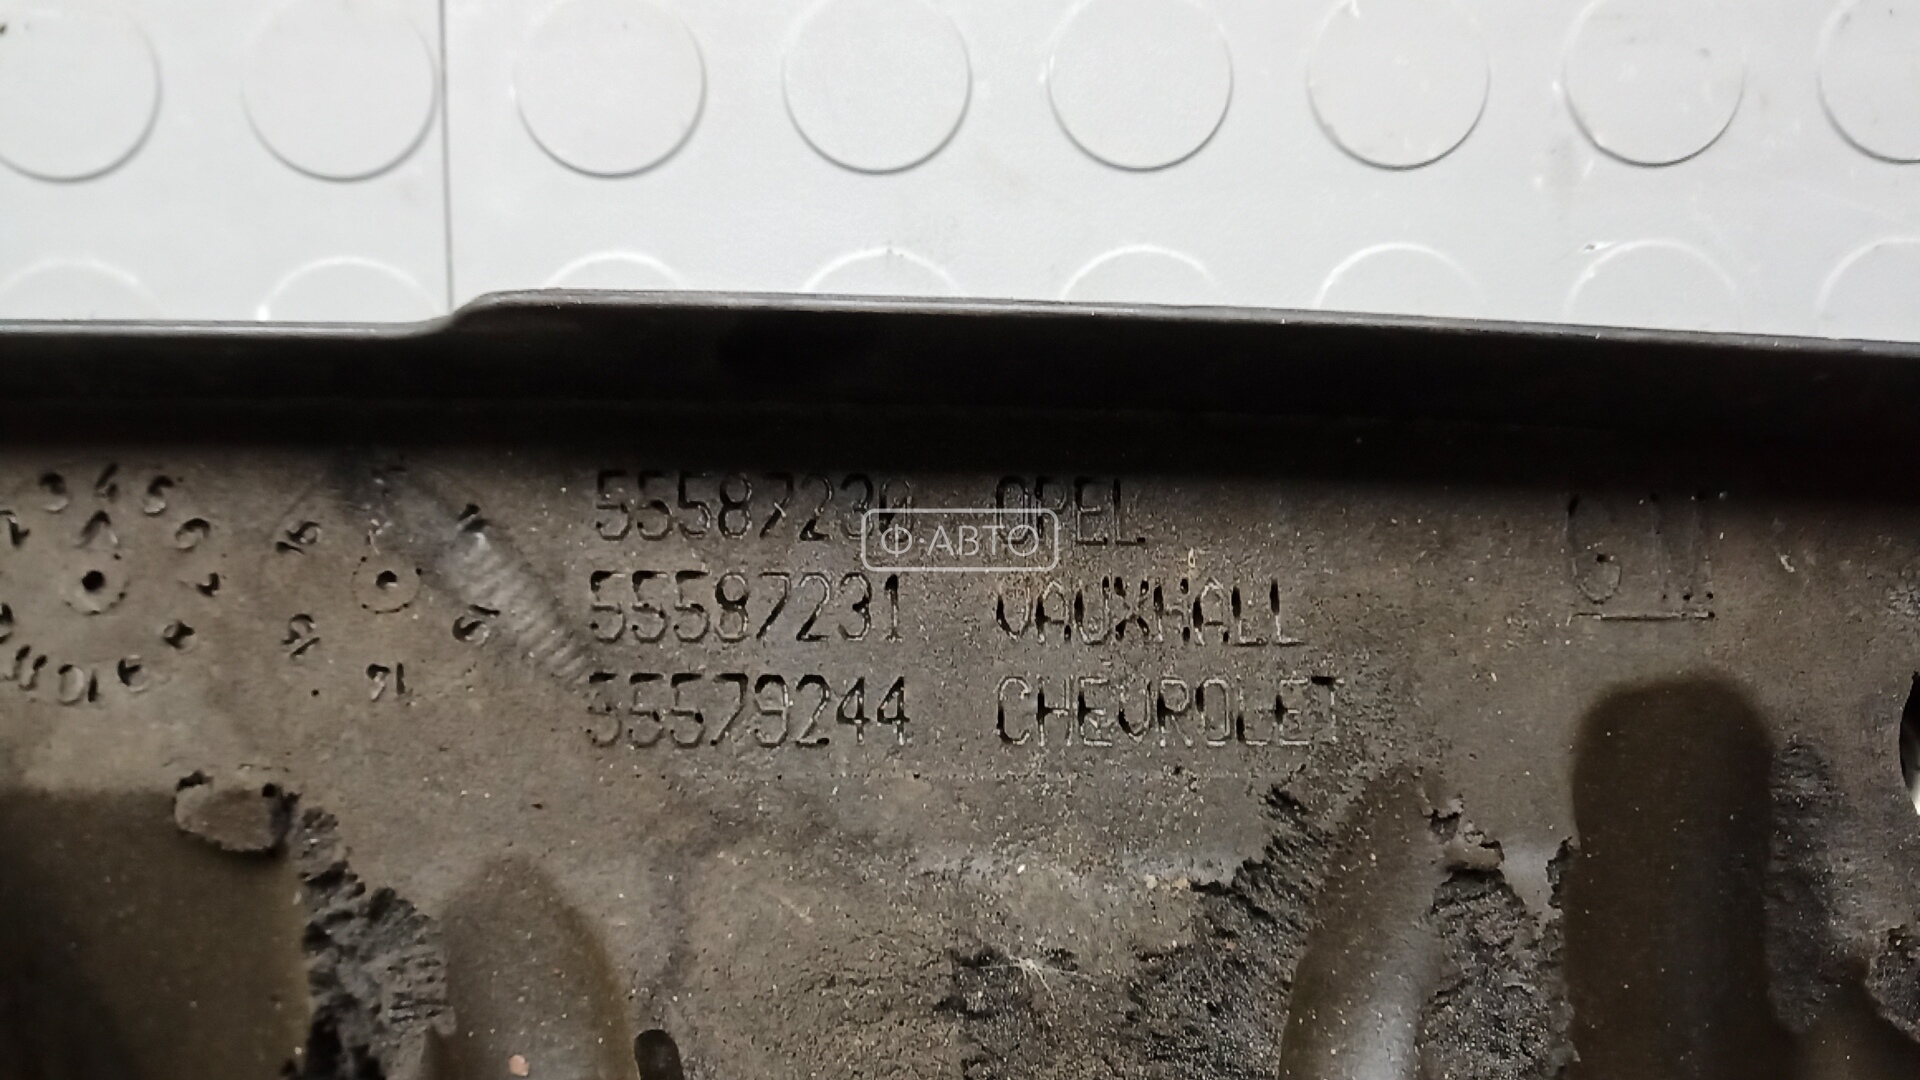 55587230 OPEL
Ф·АВТО
55587231 VAUXHALL
55579244 CHEVROLET
GM